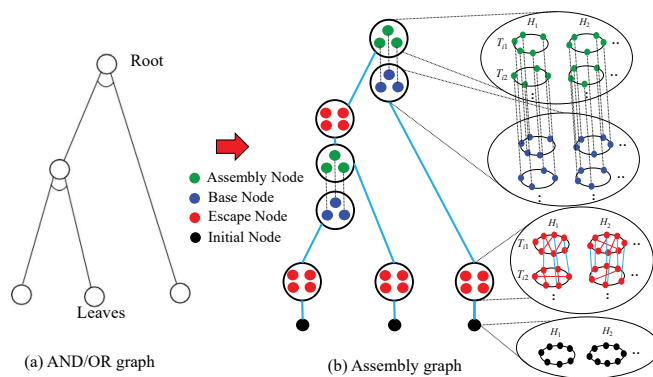 Root
Leaves
(a) AND/OR graph
Assembly Node
Base Node
Escape Node
Initial Node
(b) Assembly graph
H₁ H₂
Tᵢ₁
Tᵢ₂
H₁ H₂
Tᵢ₁
Tᵢ₂
H₁ H₂